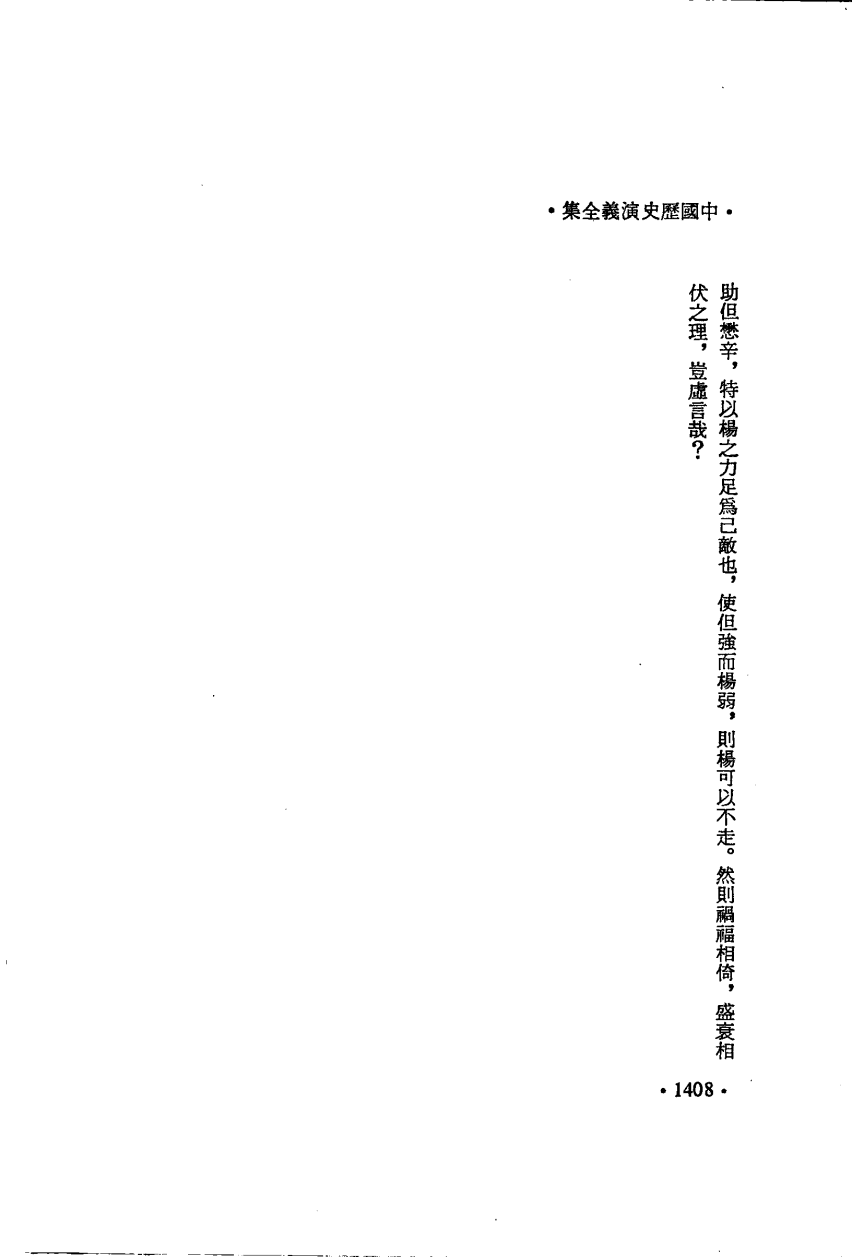 •中國歷史演義全集•
助但懋辛，特以楊之力足爲己敵也，使但強而楊弱，則楊可以不走。然則禍福相倚，盛衰相
伏之理，豈虛言哉？
•1408•